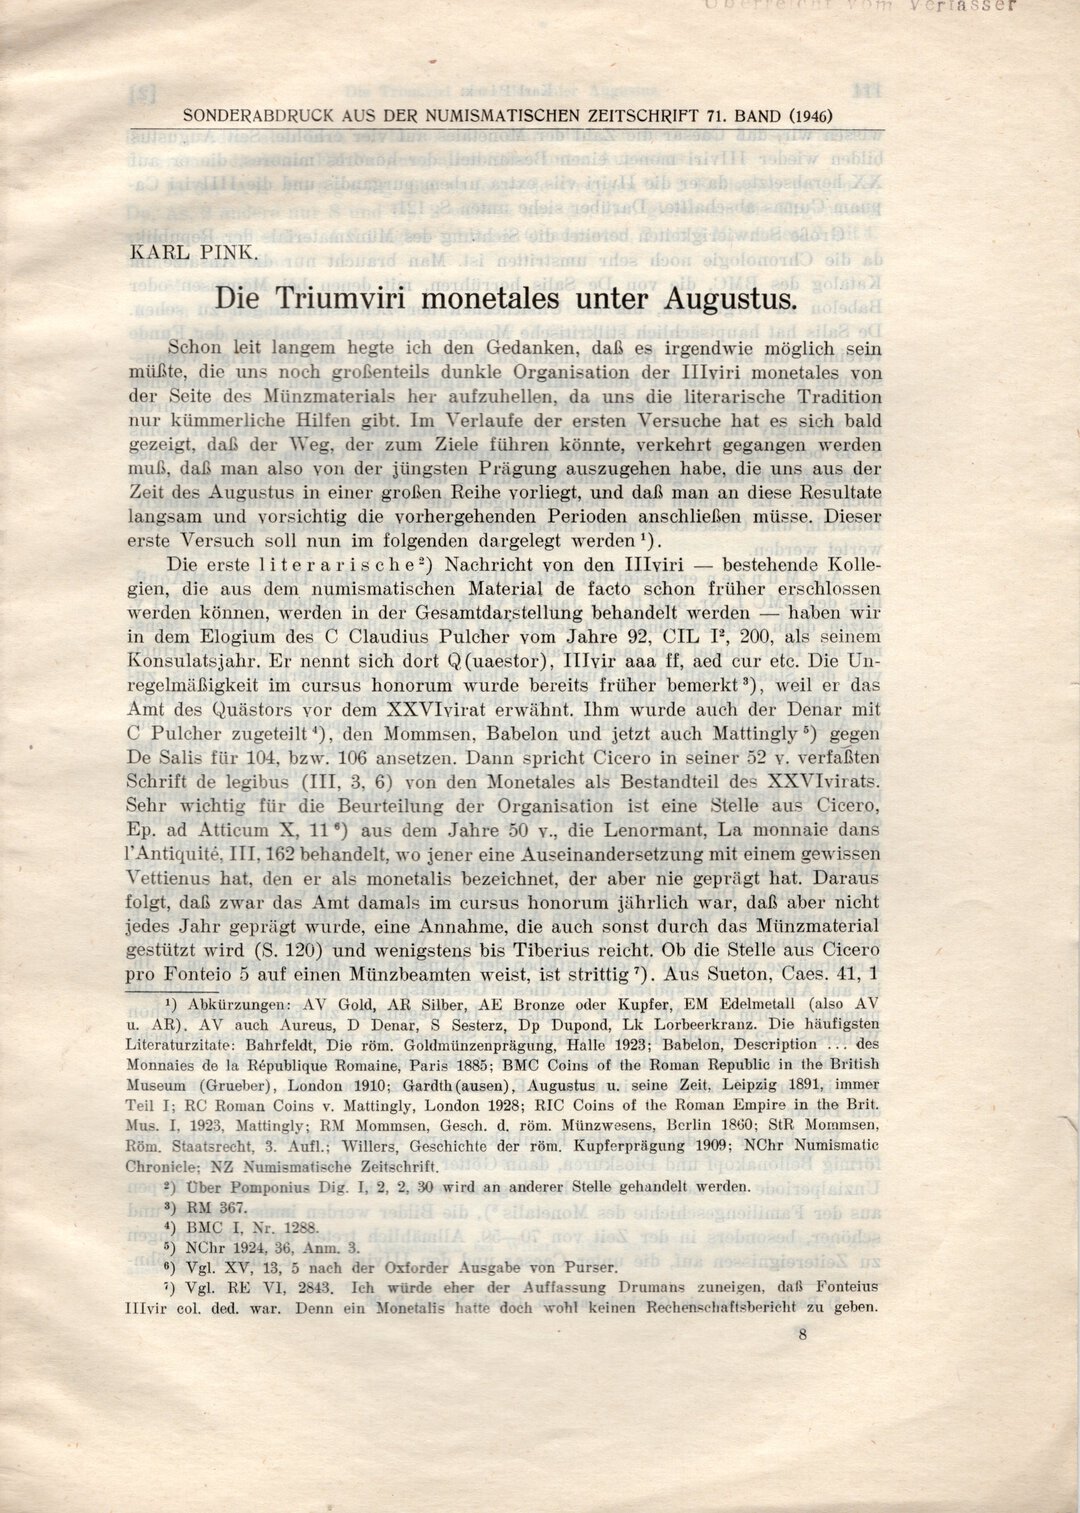 Überreicht vom Verfasser
SONDERABDRUCK AUS DER NUMISMATISCHEN ZEITSCHRIFT 71. BAND (1946)
KARL PINK.
Die Triumviri monetales unter Augustus.
Schon leit langem hegte ich den Gedanken, daß es irgendwie möglich sein
müßte, die uns noch großenteils dunkle Organisation der IIIviri monetales von
der Seite des Münzmaterials her aufzuhellen, da uns die literarische Tradition
nur kümmerliche Hilfen gibt. Im Verlaufe der ersten Versuche hat es sich bald
gezeigt, daß der Weg, der zum Ziele führen könnte, verkehrt gegangen werden
muß, daß man also von der jüngsten Prägung auszugehen habe, die uns aus der
Zeit des Augustus in einer großen Reihe vorliegt, und daß man an diese Resultate
langsam und vorsichtig die vorhergehenden Perioden anschließen müsse. Dieser
erste Versuch soll nun im folgenden dargelegt werden ¹).
Die erste literarische ²) Nachricht von den IIIviri — bestehende Kolle-
gien, die aus dem numismatischen Material de facto schon früher erschlossen
werden können, werden in der Gesamtdarstellung behandelt werden — haben wir
in dem Elogium des C Claudius Pulcher vom Jahre 92, CIL I², 200, als seinem
Konsulatsjahr. Er nennt sich dort Q(uaestor), IIIvir aaa ff, aed cur etc. Die Un-
regelmäßigkeit im cursus honorum wurde bereits früher bemerkt ³), weil er das
Amt des Quästors vor dem XXVIvirat erwähnt. Ihm wurde auch der Denar mit
C Pulcher zugeteilt ⁴), den Mommsen, Babelon und jetzt auch Mattingly ⁵) gegen
De Salis für 104, bzw. 106 ansetzen. Dann spricht Cicero in seiner 52 v. verfaßten
Schrift de legibus (III, 3, 6) von den Monetales als Bestandteil des XXVIvirats.
Sehr wichtig für die Beurteilung der Organisation ist eine Stelle aus Cicero,
Ep. ad Atticum X, 11 ⁶) aus dem Jahre 50 v., die Lenormant, La monnaie dans
l'Antiquité, III, 162 behandelt, wo jener eine Auseinandersetzung mit einem gewissen
Vettienus hat, den er als monetalis bezeichnet, der aber nie geprägt hat. Daraus
folgt, daß zwar das Amt damals im cursus honorum jährlich war, daß aber nicht
jedes Jahr geprägt wurde, eine Annahme, die auch sonst durch das Münzmaterial
gestützt wird (S. 120) und wenigstens bis Tiberius reicht. Ob die Stelle aus Cicero
pro Fonteio 5 auf einen Münzbeamten weist, ist strittig ⁷). Aus Sueton, Caes. 41, 1
¹) Abkürzungen: AV Gold, AR Silber, AE Bronze oder Kupfer, EM Edelmetall (also AV
u. AR), AV auch Aureus, D Denar, S Sesterz, Dp Dupond, Lk Lorbeerkranz. Die häufigsten
Literaturzitate: Bahrfeldt, Die röm. Goldmünzenprägung, Halle 1923; Babelon, Description ... des
Monnaies de la République Romaine, Paris 1885; BMC Coins of the Roman Republic in the British
Museum (Grueber), London 1910; Gardth(ausen), Augustus u. seine Zeit, Leipzig 1891, immer
Teil I; RC Roman Coins v. Mattingly, London 1928; RIC Coins of the Roman Empire in the Brit.
Mus. I, 1923, Mattingly; RM Mommsen, Gesch. d. röm. Münzwesens, Berlin 1860; StR Mommsen,
Röm. Staatsrecht, 3. Aufl.; Willers, Geschichte der röm. Kupferprägung 1909; NChr Numismatic
Chronicle; NZ Numismatische Zeitschrift.
²) Über Pomponius Dig. I, 2, 2, 30 wird an anderer Stelle gehandelt werden.
³) RM 367.
⁴) BMC I, Nr. 1288.
⁵) NChr 1924, 36, Anm. 3.
⁶) Vgl. XV, 13, 5 nach der Oxforder Ausgabe von Purser.
⁷) Vgl. RE VI, 2843. Ich würde eher der Auffassung Drumans zuneigen, daß Fonteius
IIIvir col. ded. war. Denn ein Monetalis hatte doch wohl keinen Rechenschaftsbericht zu geben.
8